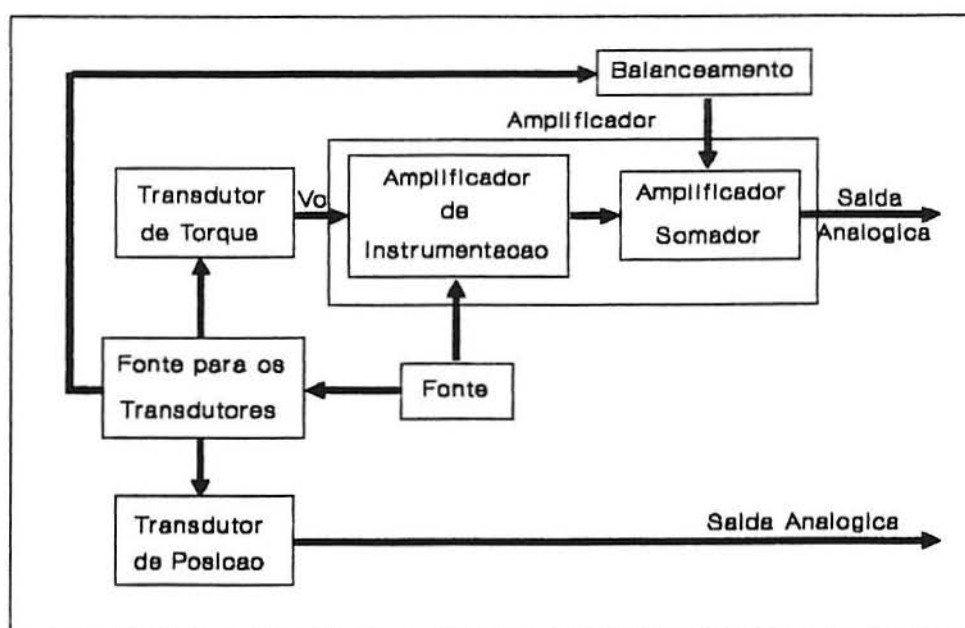 Balanceamento
Amplificador
Transdutor
de Torque
Vo
Amplificador
de
Instrumentacao
Amplificador
Somador
Saida
Analogica
Fonte para os
Transdutores
Fonte
Transdutor
de Posicao
Saida Analogica